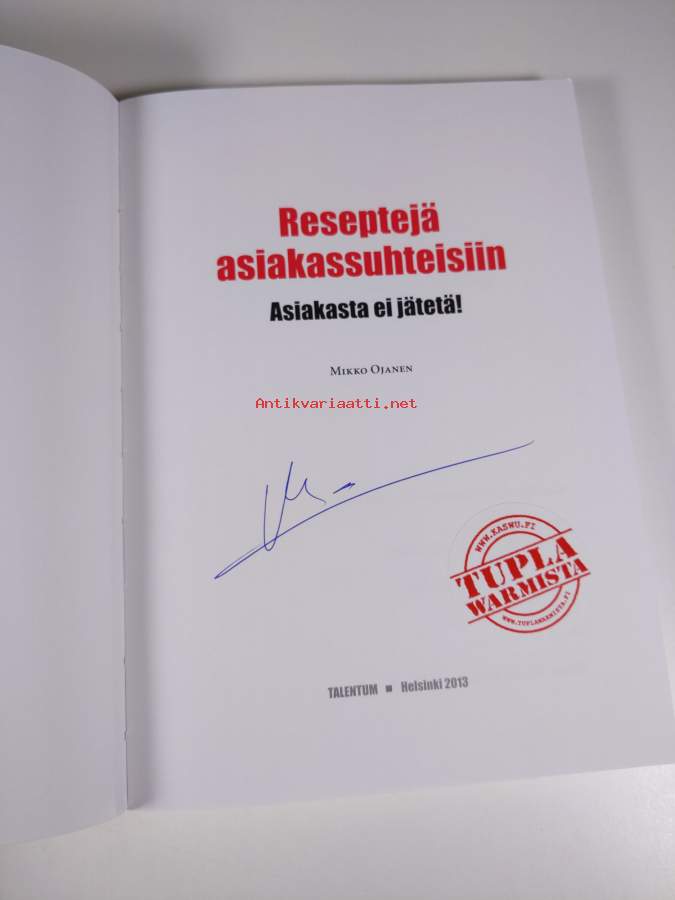 Reseptejä
asiakassuhteisiin
Asiakasta ei jätetä!
Mikko Ojanen
Antikvariaatti.net
WWW.KASWU.FI
TUPLA
WARMISTA
WWW.TUPLAWARMISTA.FI
TALENTUM ■ Helsinki 2013